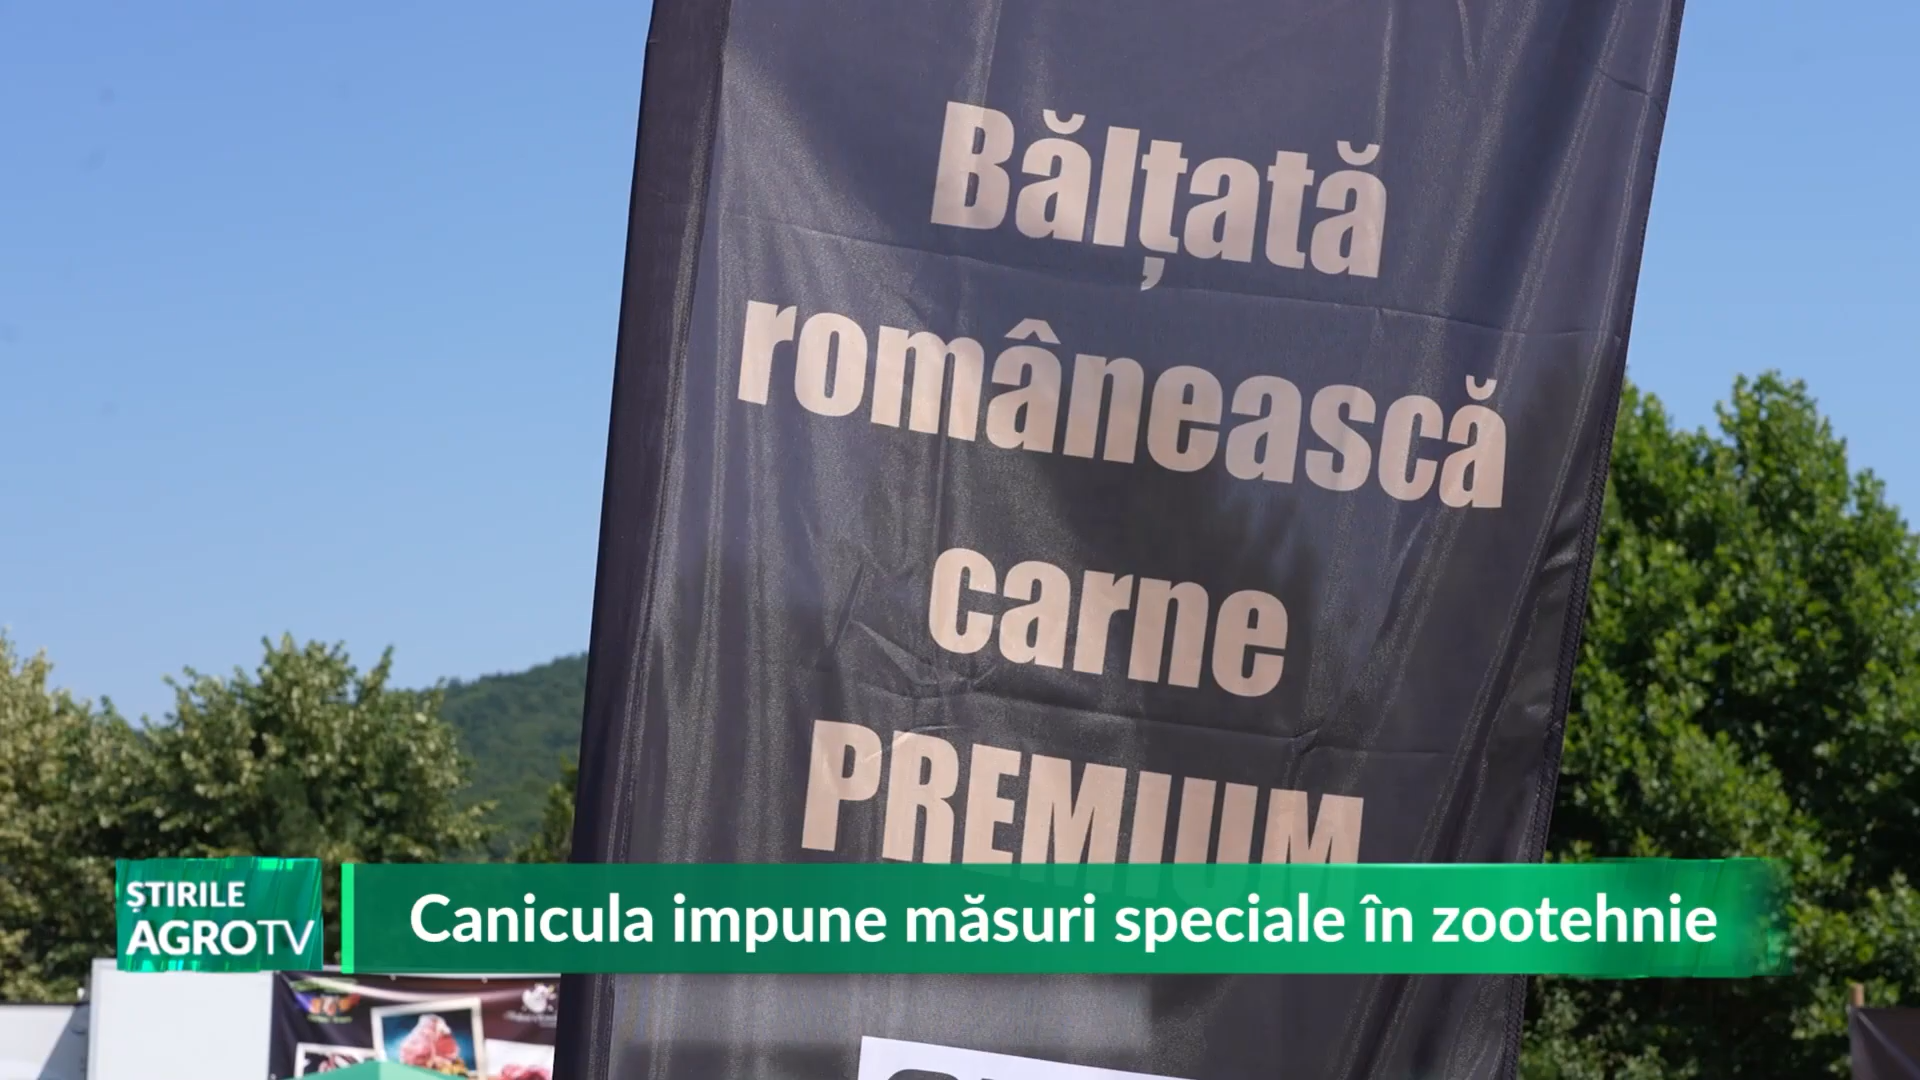 Bălțată
românească
carne
PREMIUM
ȘTIRILE
AGROTV
Canicula impune măsuri speciale în zootehnie